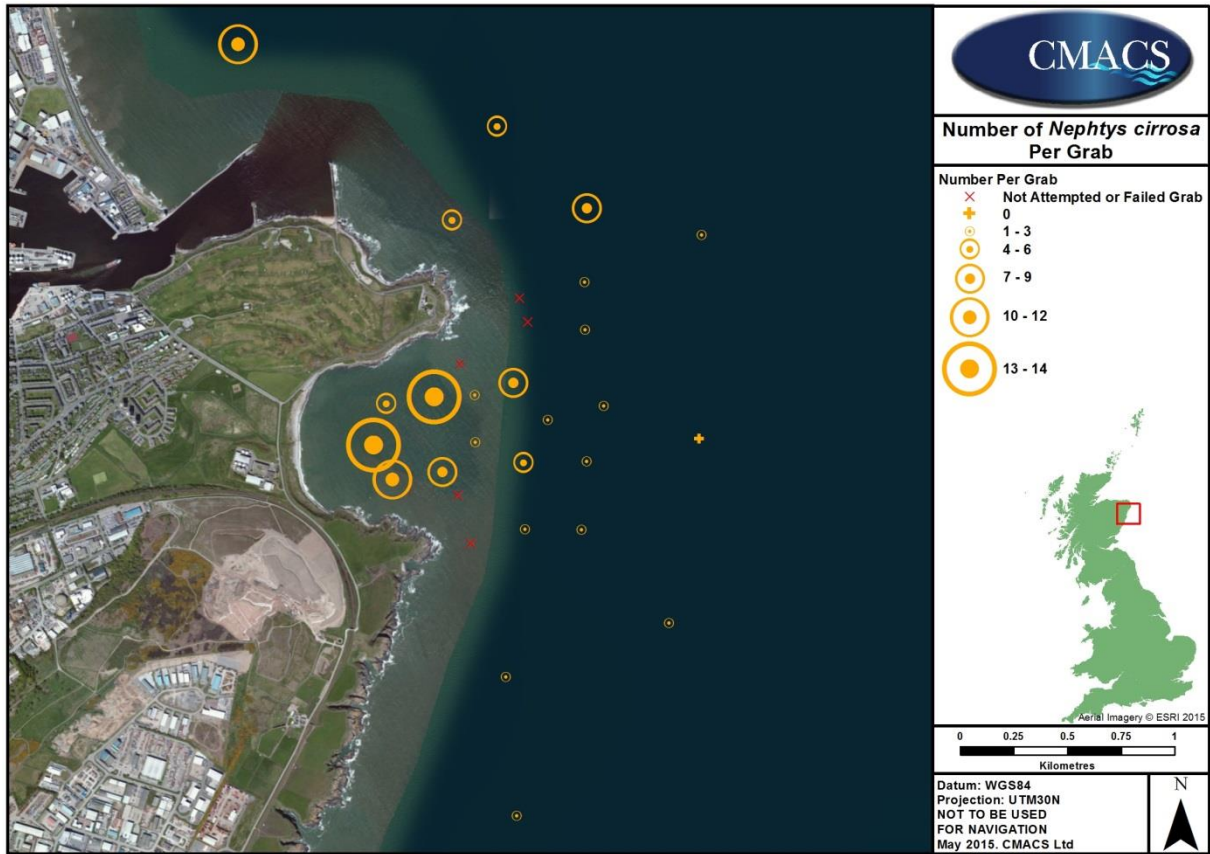 CMACS
Number of Nephtys cirrosa
Per Grab
Number Per Grab
Not Attempted or Failed Grab
0
1 - 3
4 - 6
7 - 9
10 - 12
13 - 14
Aerial Imagery © ESRI 2015
0 0.25 0.5 0.75 1
Kilometres
Datum: WGS84
Projection: UTM30N
NOT TO BE USED
FOR NAVIGATION
May 2015. CMACS Ltd
N